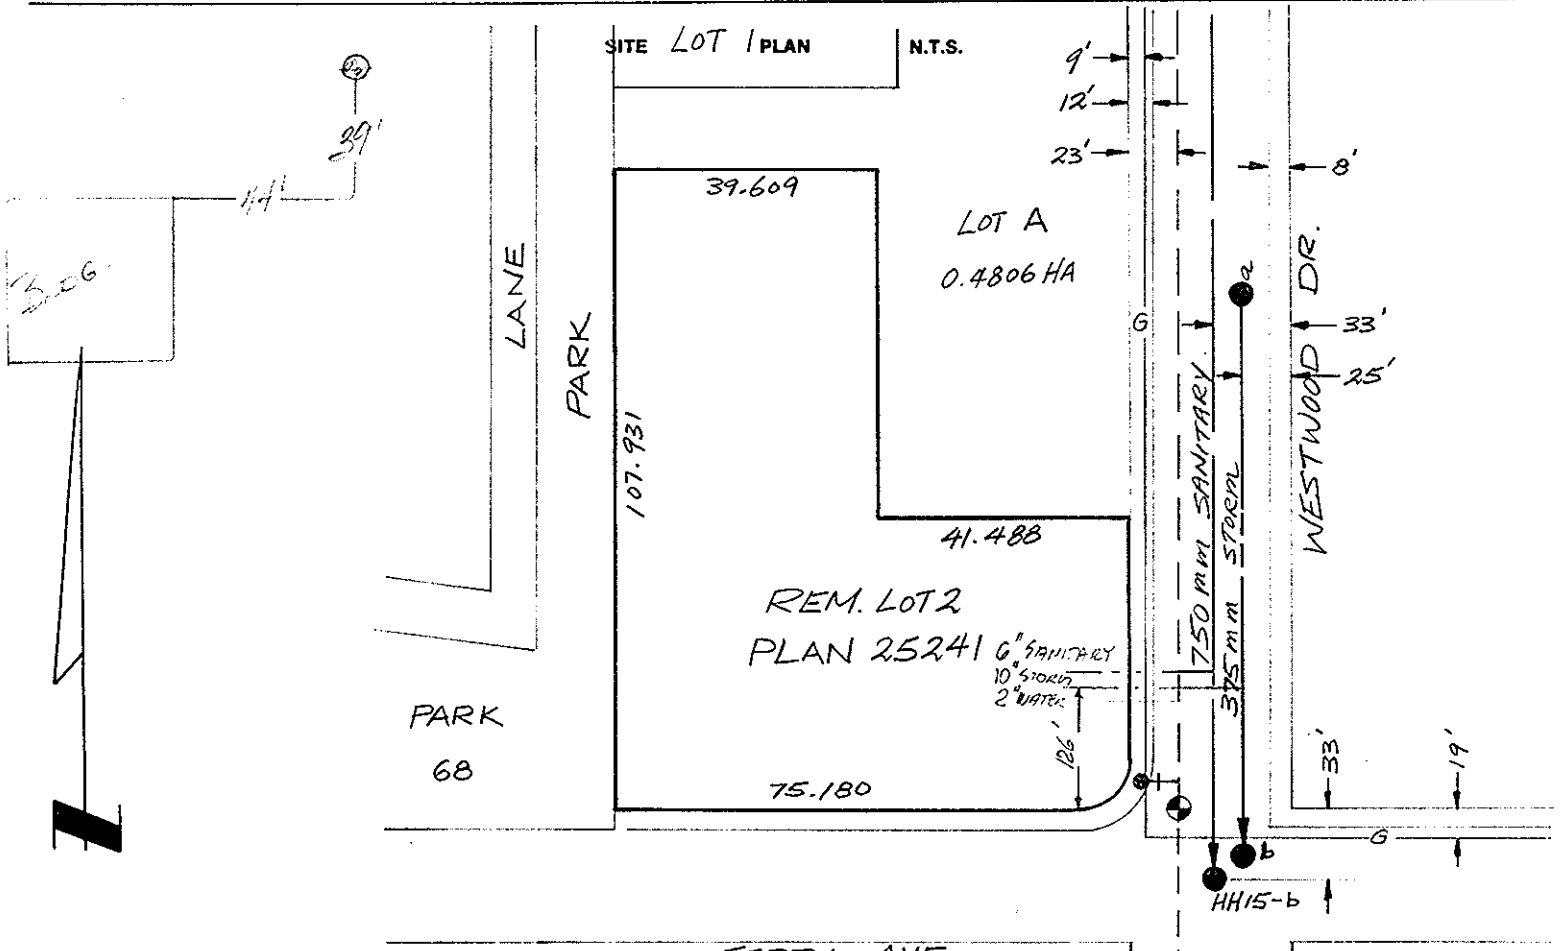 SITE LOT 1 PLAN N.T.S.
9'
12'
23'
8'
39'
44'
39.609
LOT A
0.4806 HA
LANE
PARK
107.931
G
33'
25'
WESTWOOD DR.
a
750 mm SANITARY
375 mm STORM
41.488
REM. LOT 2
PLAN 25241
6" SANITARY
10" STORM
2" WATER
126'
PARK
68
75.180
33'
19'
G
b
HH15-b
AVE